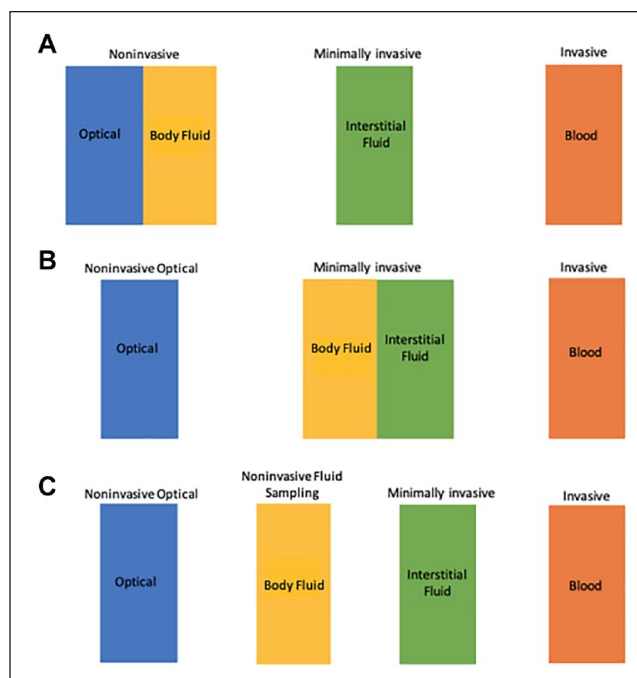 A
Noninvasive
Minimally invasive
Invasive
Optical
Body Fluid
Interstitial
Fluid
Blood
B
Noninvasive Optical
Minimally invasive
Invasive
Optical
Body Fluid
Interstitial
Fluid
Blood
C
Noninvasive Optical
Noninvasive Fluid
Sampling
Minimally invasive
Invasive
Optical
Body Fluid
Interstitial
Fluid
Blood